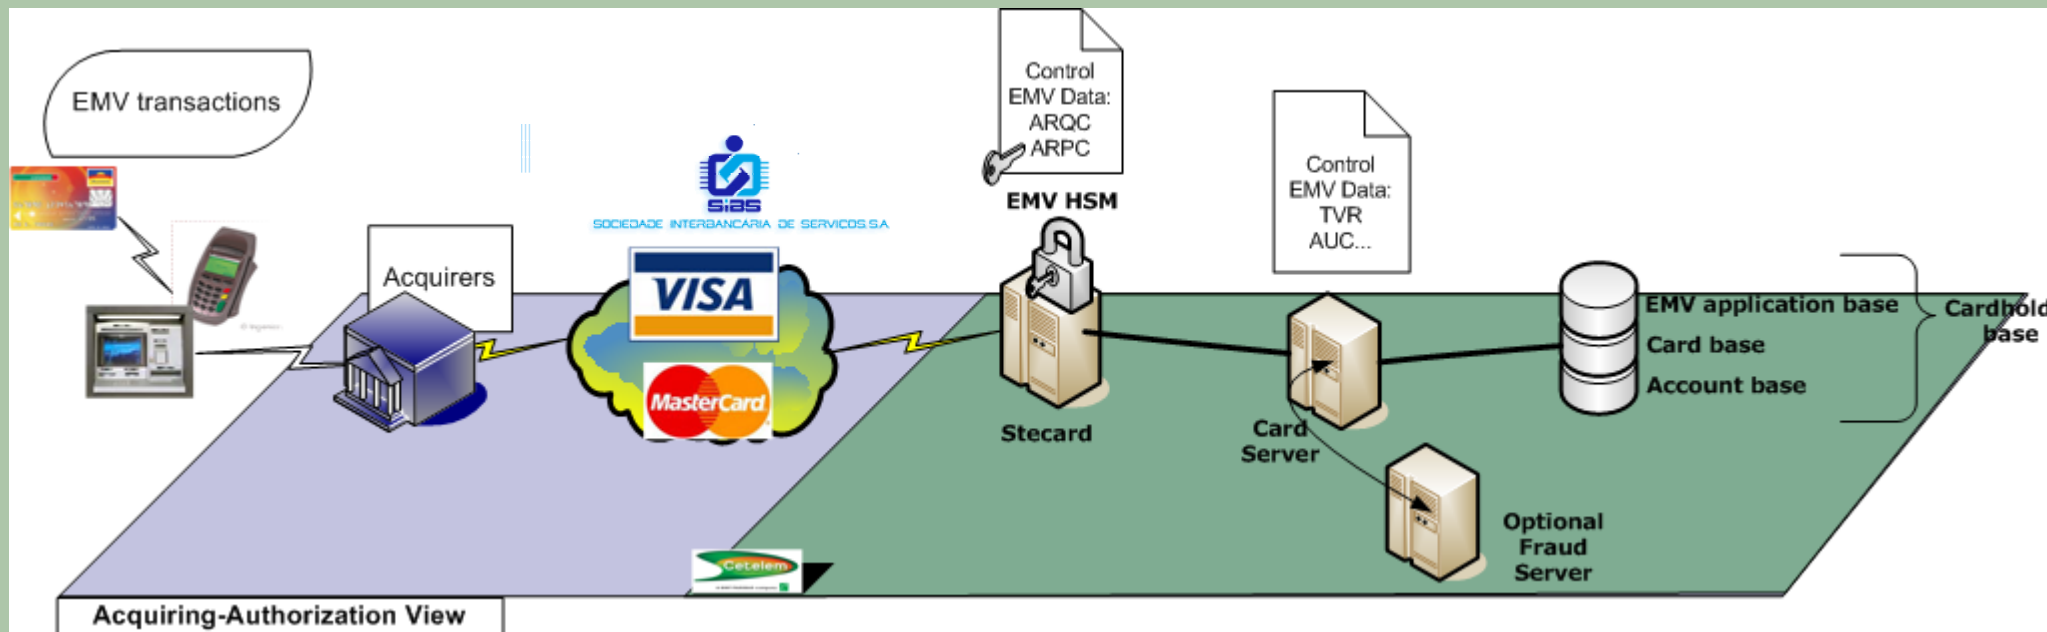 EMV transactions
Control
EMV Data:
ARQC
ARPC
Control
EMV Data:
TVR
AUC...
SiBS
SOCIEDADE INTERBANCÁRIA DE SERVICOS S.A
EMV HSM
Acquirers
VISA
MasterCard
EMV application base
Card base
Account base
Cardhold
base
Stecard
Card
Server
Optional
Fraud
Server
Cetelem
Acquiring-Authorization View